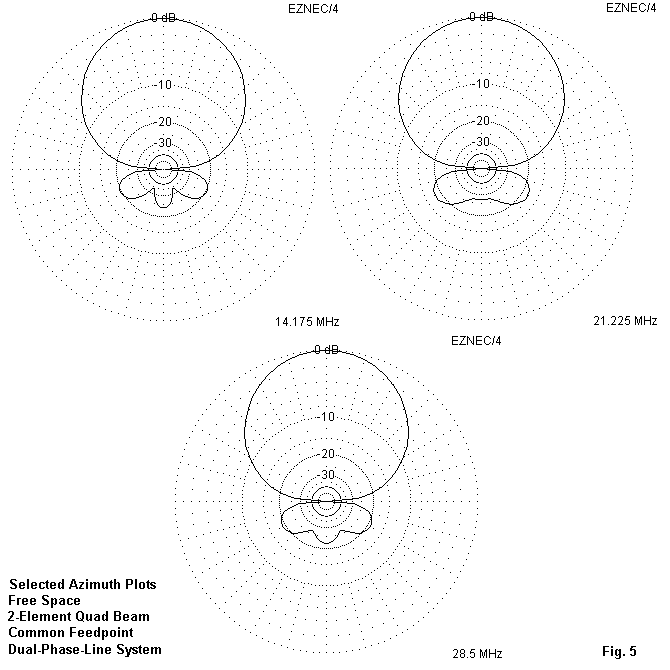 EZNEC/4
0 dB
-10
-20
-30
14.175 MHz
EZNEC/4
0 dB
-10
-20
-30
21.225 MHz
EZNEC/4
0 dB
-10
-20
-30
28.5 MHz
Selected Azimuth Plots
Free Space
2-Element Quad Beam
Common Feedpoint
Dual-Phase-Line System
Fig. 5